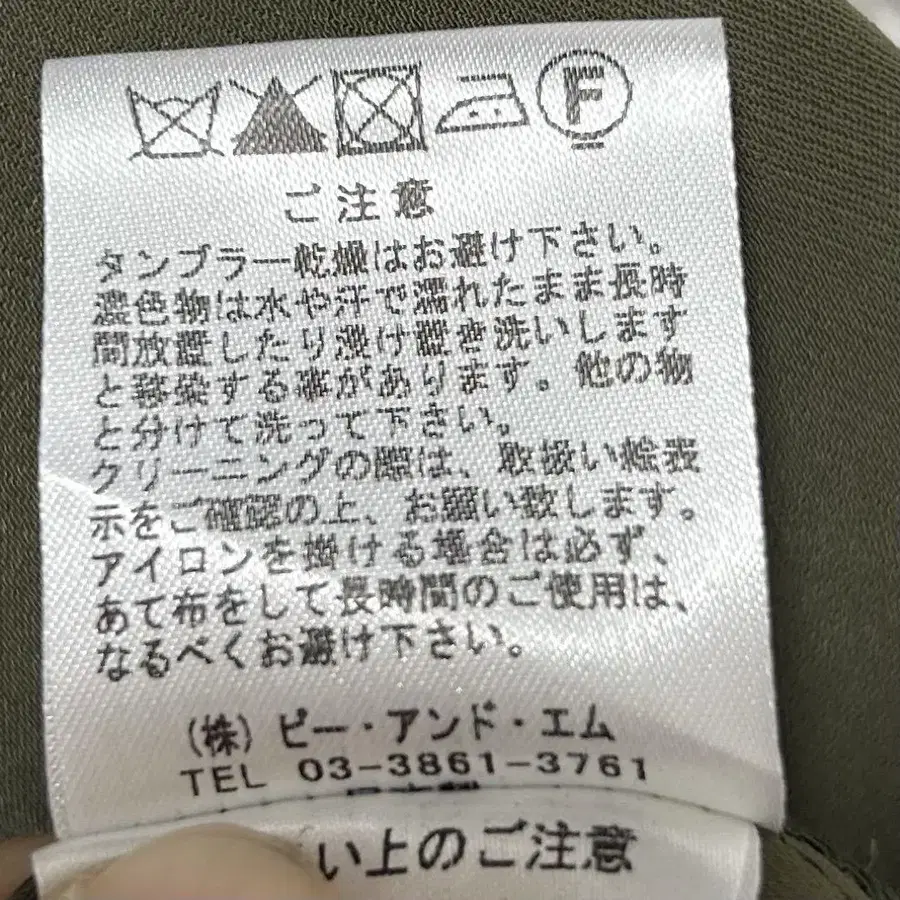 F
ご注意
タンブラー乾燥はお避け下さい。
濃色物は水や汗で濡れたまま長時
間放置したり漬け置き洗いします
と移染する事があります。他の物
と分けて洗って下さい。
クリーニングの際は、取扱い絵表
示をご確認の上、お願い致します。
アイロンを掛ける場合は必ず、
あて布をして長時間のご使用は、
なるべくお避け下さい。
(株)ビー・アンド・エム
TEL 03-3861-3761
い上のご注意